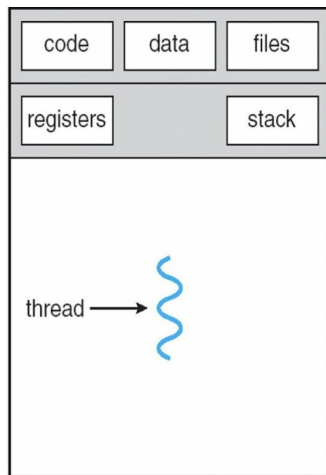 code data files
registers stack
thread